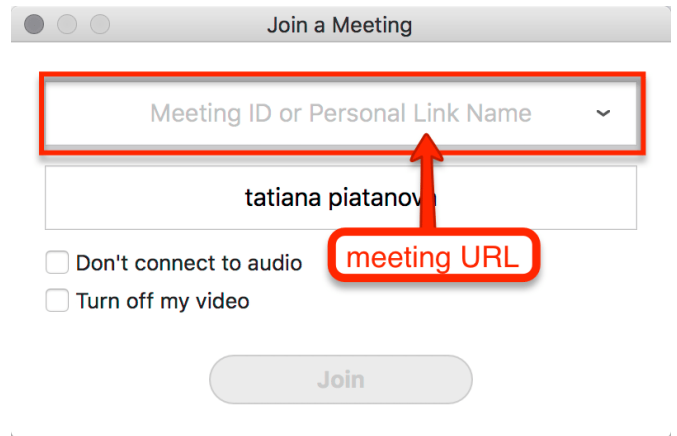 Join a Meeting
Meeting ID or Personal Link Name
tatiana piatanova
meeting URL
Don't connect to audio
Turn off my video
Join